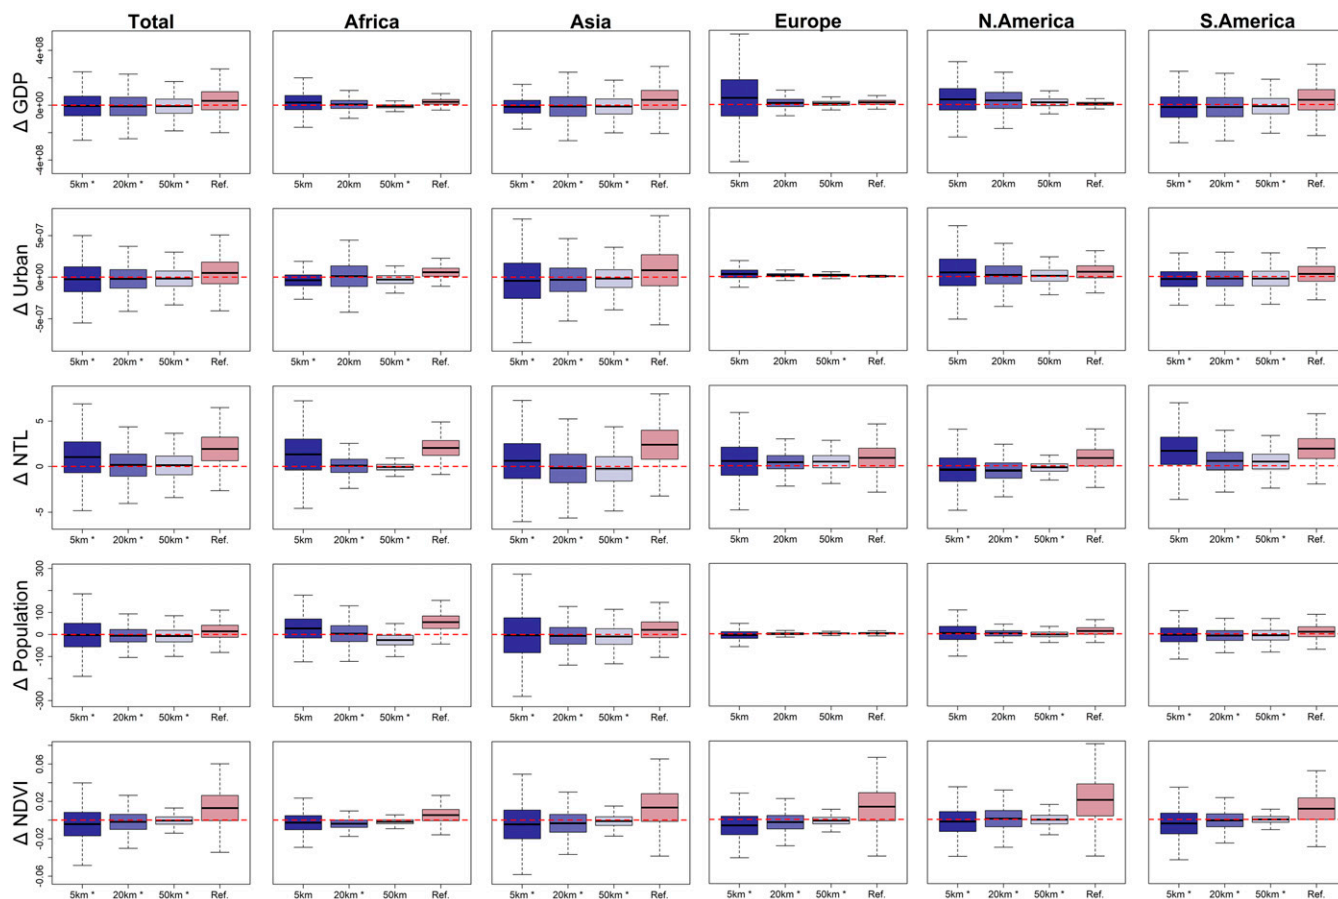 Total Africa Asia Europe N.America S.America
Δ GDP
4e+08
0e+00
-4e+08
5km * 20km * 50km * Ref. 5km 20km 50km * Ref. 5km * 20km * 50km * Ref. 5km 20km 50km Ref. 5km 20km 50km Ref. 5km * 20km * 50km * Ref.
Δ Urban
5e-07
0e+00
-5e-07
5km * 20km * 50km * Ref. 5km * 20km 50km * Ref. 5km * 20km * 50km * Ref. 5km 20km 50km * Ref. 5km * 20km * 50km Ref. 5km * 20km * 50km * Ref.
Δ NTL
5
0
-5
5km * 20km * 50km * Ref. 5km 20km * 50km * Ref. 5km * 20km * 50km * Ref. 5km 20km 50km Ref. 5km * 20km * 50km * Ref. 5km 20km * 50km * Ref.
Δ Population
300
100
0
-100
-300
5km * 20km * 50km * Ref. 5km 20km 50km * Ref. 5km * 20km * 50km * Ref. 5km 20km 50km Ref. 5km * 20km * 50km * Ref. 5km * 20km * 50km * Ref.
Δ NDVI
0.06
0.02
-0.02
-0.06
5km * 20km * 50km * Ref. 5km 20km * 50km Ref. 5km * 20km * 50km * Ref. 5km * 20km * 50km * Ref. 5km * 20km * 50km * Ref. 5km * 20km * 50km * Ref.